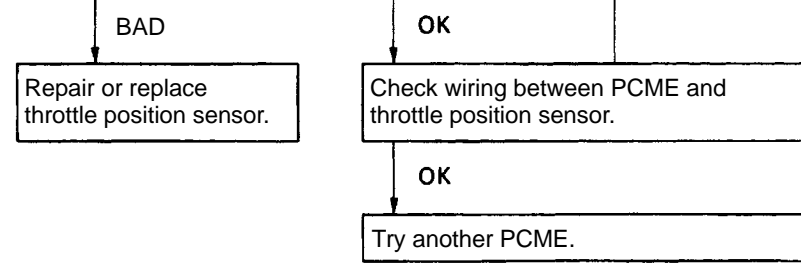 BAD
OK
Repair or replace
throttle position sensor.
Check wiring between PCME and
throttle position sensor.
OK
Try another PCME.